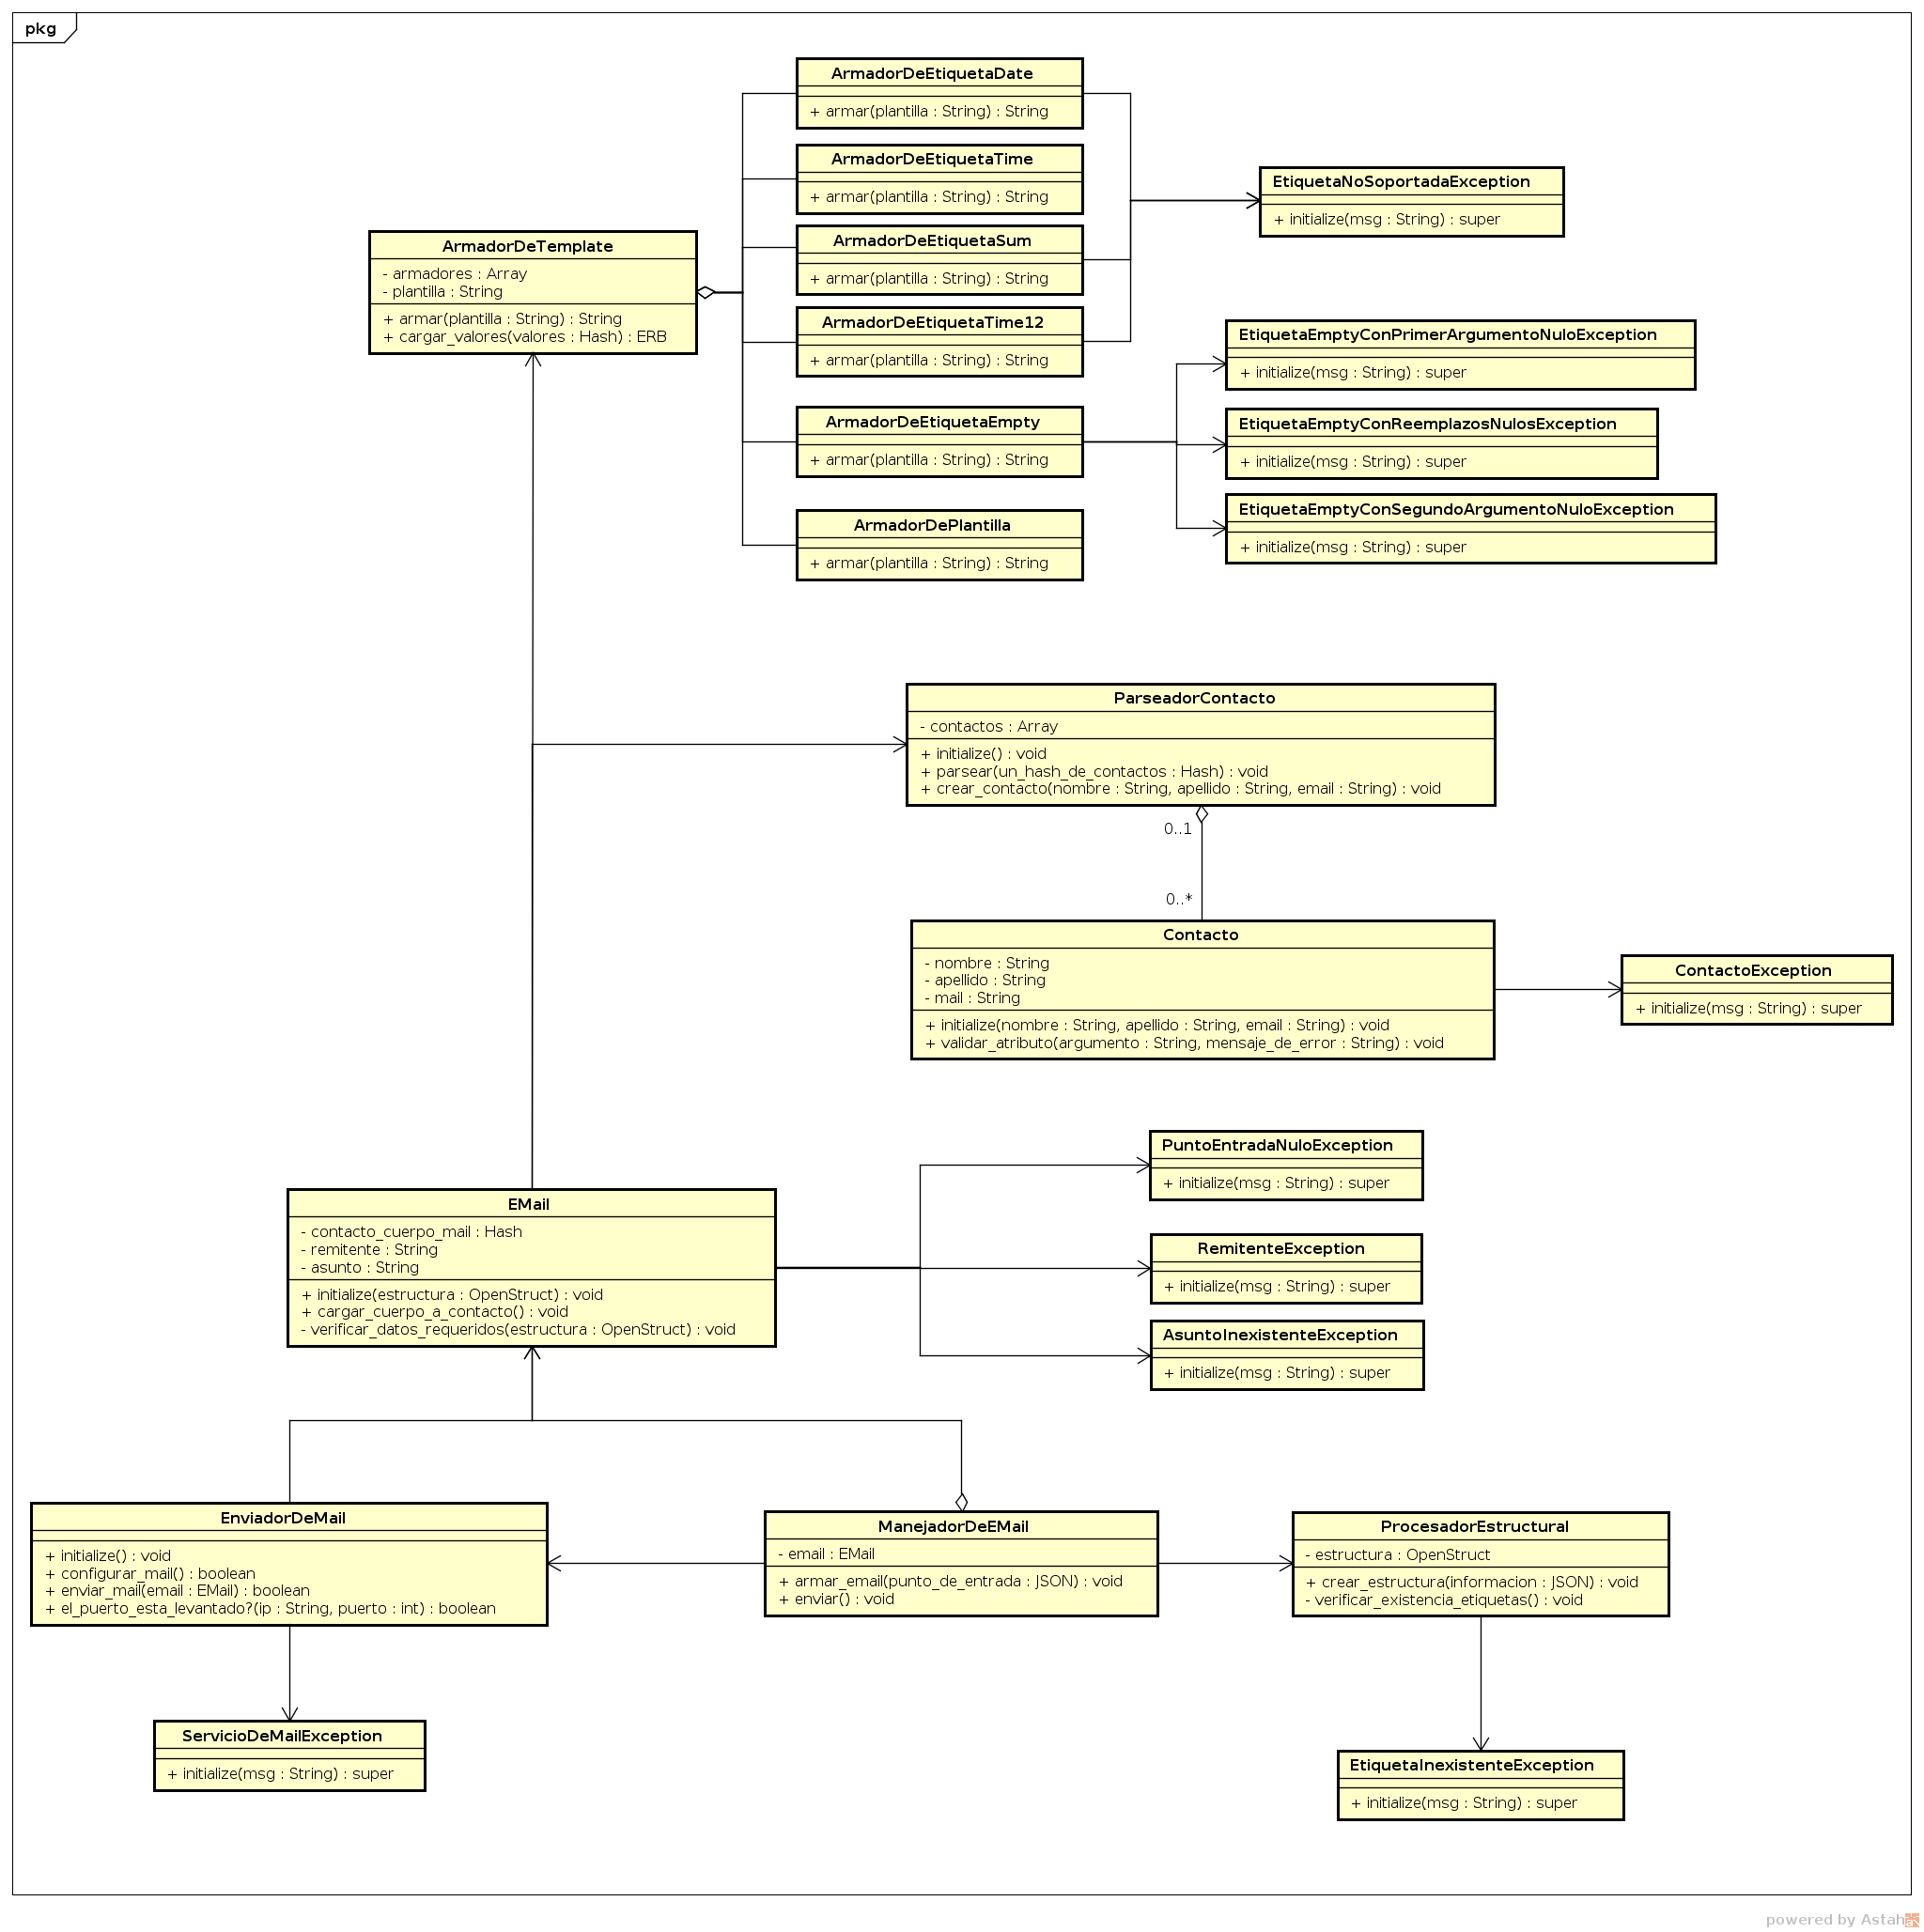 pkg
ArmadorDeEtiquetaDate
+ armar(plantilla : String) : String
ArmadorDeEtiquetaTime
+ armar(plantilla : String) : String
EtiquetaNoSoportadaException
+ initialize(msg : String) : super
ArmadorDeTemplate
- armadores : Array
- plantilla : String
+ armar(plantilla : String) : String
+ cargar_valores(valores : Hash) : ERB
ArmadorDeEtiquetaSum
+ armar(plantilla : String) : String
ArmadorDeEtiquetaTime12
+ armar(plantilla : String) : String
EtiquetaEmptyConPrimerArgumentoNuloException
+ initialize(msg : String) : super
ArmadorDeEtiquetaEmpty
+ armar(plantilla : String) : String
EtiquetaEmptyConReemplazosNulosException
+ initialize(msg : String) : super
EtiquetaEmptyConSegundoArgumentoNuloException
+ initialize(msg : String) : super
ArmadorDePlantilla
+ armar(plantilla : String) : String
ParseadorContacto
- contactos : Array
+ initialize() : void
+ parsear(un_hash_de_contactos : Hash) : void
+ crear_contacto(nombre : String, apellido : String, email : String) : void
0..1
0..*
Contacto
- nombre : String
- apellido : String
- mail : String
+ initialize(nombre : String, apellido : String, email : String) : void
+ validar_atributo(argumento : String, mensaje_de_error : String) : void
ContactoException
+ initialize(msg : String) : super
PuntoEntradaNuloException
+ initialize(msg : String) : super
EMail
- contacto_cuerpo_mail : Hash
- remitente : String
- asunto : String
+ initialize(estructura : OpenStruct) : void
+ cargar_cuerpo_a_contacto() : void
- verificar_datos_requeridos(estructura : OpenStruct) : void
RemitenteException
+ initialize(msg : String) : super
AsuntoInexistenteException
+ initialize(msg : String) : super
EnviadorDeMail
+ initialize() : void
+ configurar_mail() : boolean
+ enviar_mail(email : EMail) : boolean
+ el_puerto_esta_levantado?(ip : String, puerto : int) : boolean
ManejadorDeEMail
- email : EMail
+ armar_email(punto_de_entrada : JSON) : void
+ enviar() : void
ProcesadorEstructural
- estructura : OpenStruct
+ crear_estructura(informacion : JSON) : void
- verificar_existencia_etiquetas() : void
ServicioDeMailException
+ initialize(msg : String) : super
EtiquetaInexistenteException
+ initialize(msg : String) : super
powered by Astah